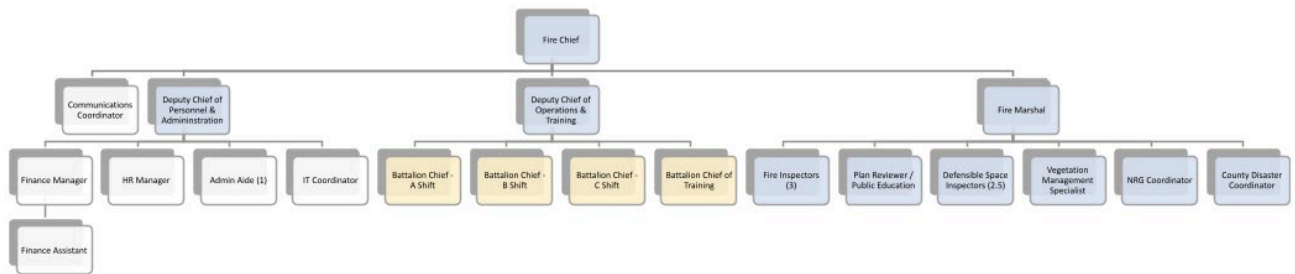 Fire Chief
Communications
Coordinator
Deputy Chief of
Personnel &
Admininstration
Deputy Chief of
Operations &
Training
Fire Marshal
Finance Manager
HR Manager
Admin Aide (1)
IT Coordinator
Battalion Chief -
A Shift
Battalion Chief -
B Shift
Battalion Chief -
C Shift
Battalion Chief of
Training
Fire Inspectors
(3)
Plan Reviewer /
Public Education
Defensible Space
Inspectors (2.5)
Vegetation
Management
Specialist
NRG Coordinator
County Disaster
Coordinator
Finance Assistant